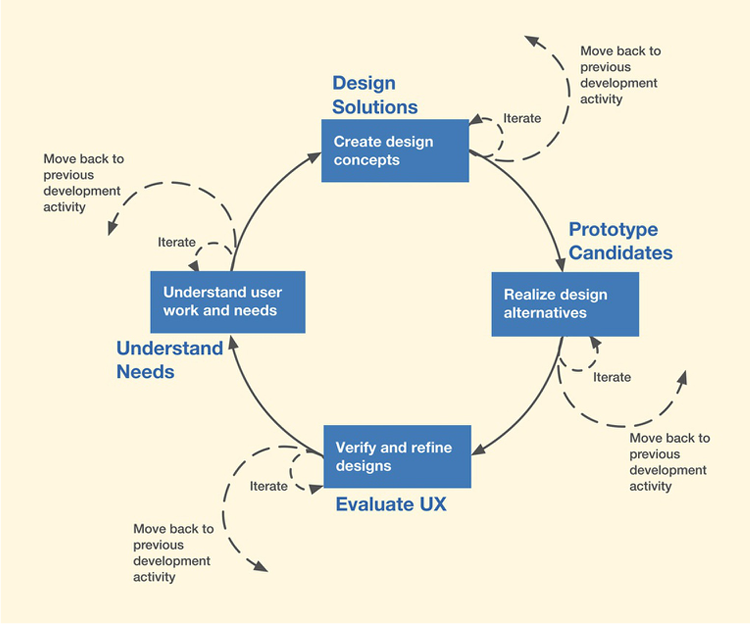 Design
Solutions
Create design
concepts
Iterate
Move back to
previous
development
activity
Prototype
Candidates
Realize design
alternatives
Iterate
Move back to
previous
development
activity
Verify and refine
designs
Evaluate UX
Iterate
Move back to
previous
development
activity
Understand user
work and needs
Understand
Needs
Iterate
Move back to
previous
development
activity